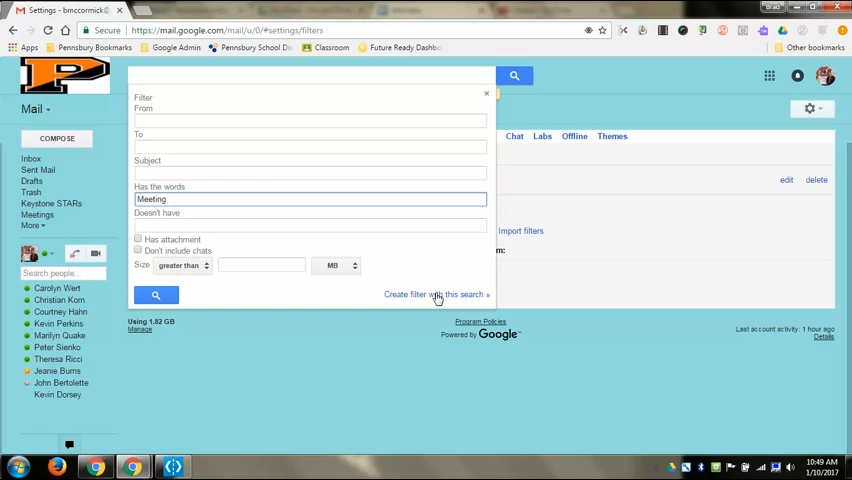 Brad
Settings - bmccormick@ ×
Secure https://mail.google.com/mail/u/0/#settings/filters
Apps Pennsbury Bookmarks Google Admin Pennsbury School Dis Classroom Future Ready Dashbo Other bookmarks
P
Mail
COMPOSE
Inbox
Sent Mail
Drafts
Trash
Keystone STARs
Meetings
More
Search people...
Carolyn Wert
Christian Korn
Courtney Hahn
Kevin Perkins
Marilyn Quake
Peter Sienko
Theresa Ricci
Jeanie Burns
John Bertolette
Kevin Dorsey
Filter ×
From
To
Subject
Has the words
Meeting
Doesn't have
Has attachment
Don't include chats
Size greater than MB
Create filter with this search »
Chat Labs Offline Themes
edit delete
Import filters
m:
Using 1.82 GB
Manage
Program Policies
Powered by Google
Last account activity: 1 hour ago
Details
10:49 AM
1/10/2017